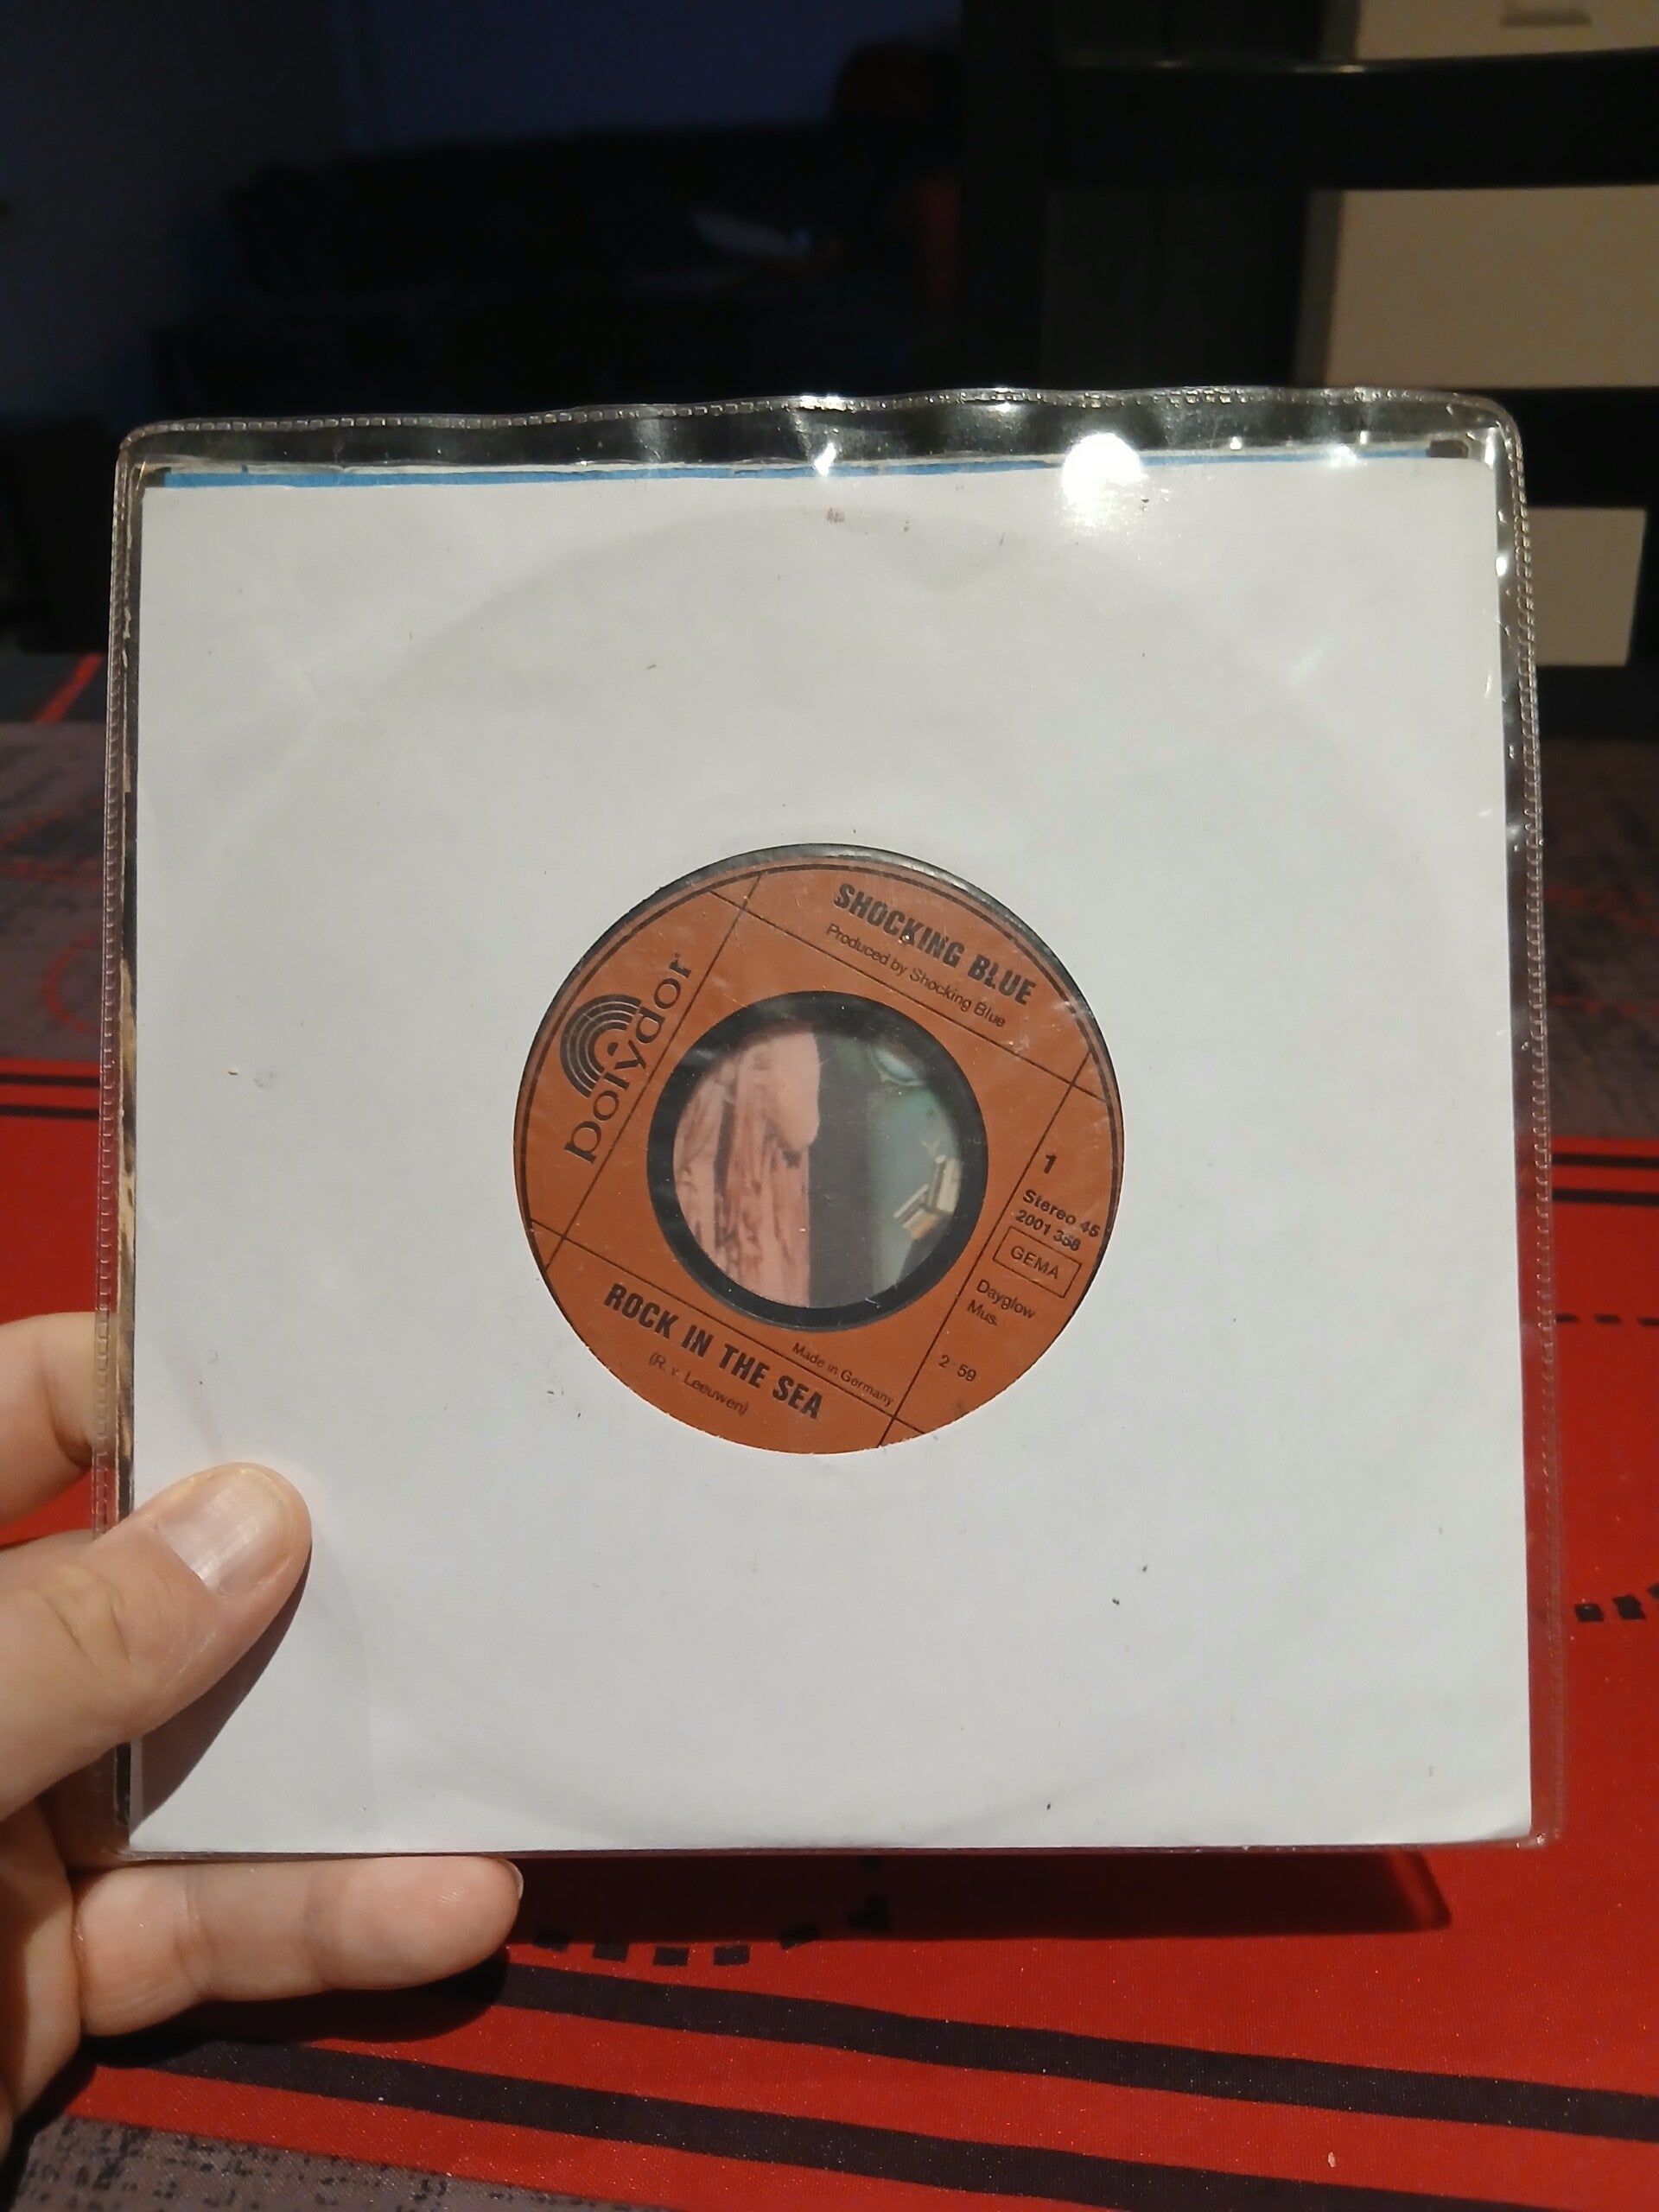 SHOCKING BLUE
Produced by Shocking Blue
polydor
1
Stereo 45
2001 358
GEMA
Dayglow
Mus.
2'59
Made in Germany
ROCK IN THE SEA
(R. v. Leeuwen)